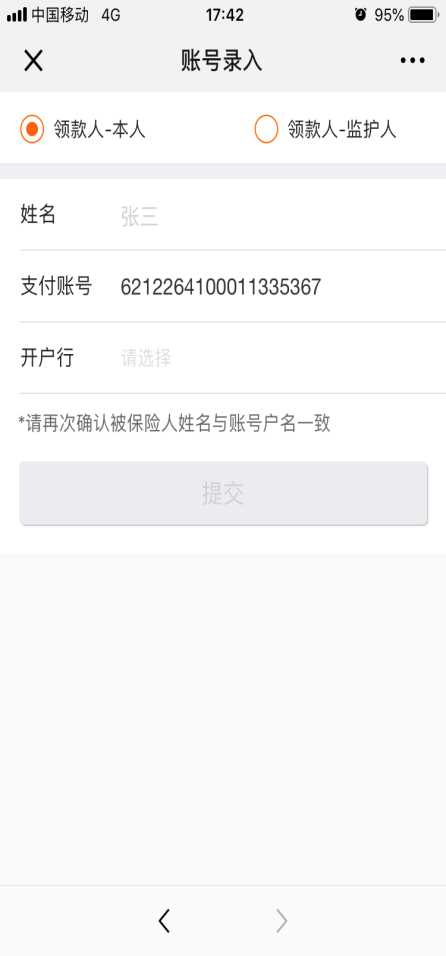 中国移动 4G 17:42 95%
账号录入
领款人-本人 领款人-监护人
姓名 张三
支付账号 6212264100011335367
开户行 请选择
*请再次确认被保险人姓名与账号户名一致
提交